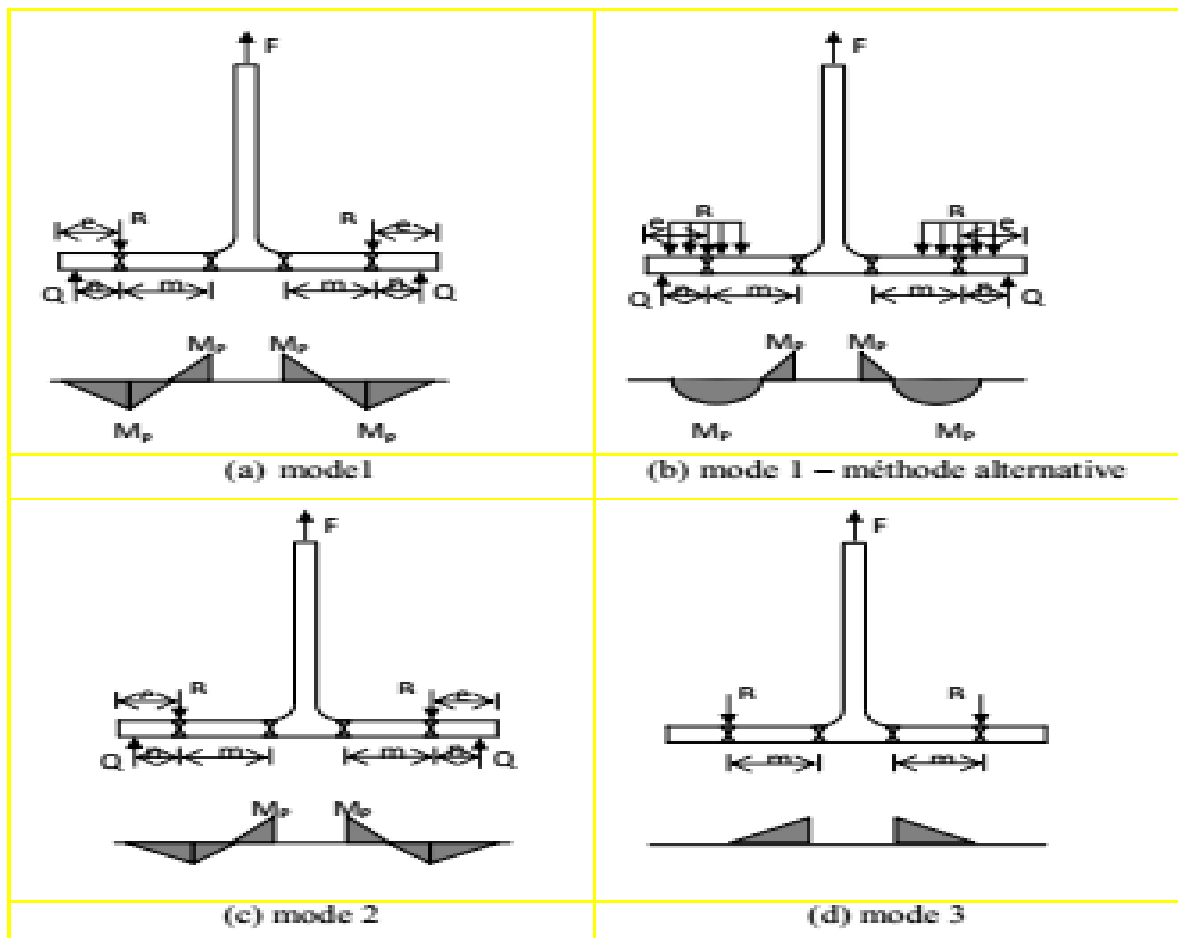 F
e R R e
Q n m m n Q
Mₚ Mₚ
Mₚ Mₚ
(a) mode1
F
e R R e
Q n m m n Q
Mₚ Mₚ
Mₚ Mₚ
(b) mode 1 – méthode alternative
F
e R R e
Q n m m n Q
Mₚ Mₚ
(c) mode 2
F
R R
m m
(d) mode 3